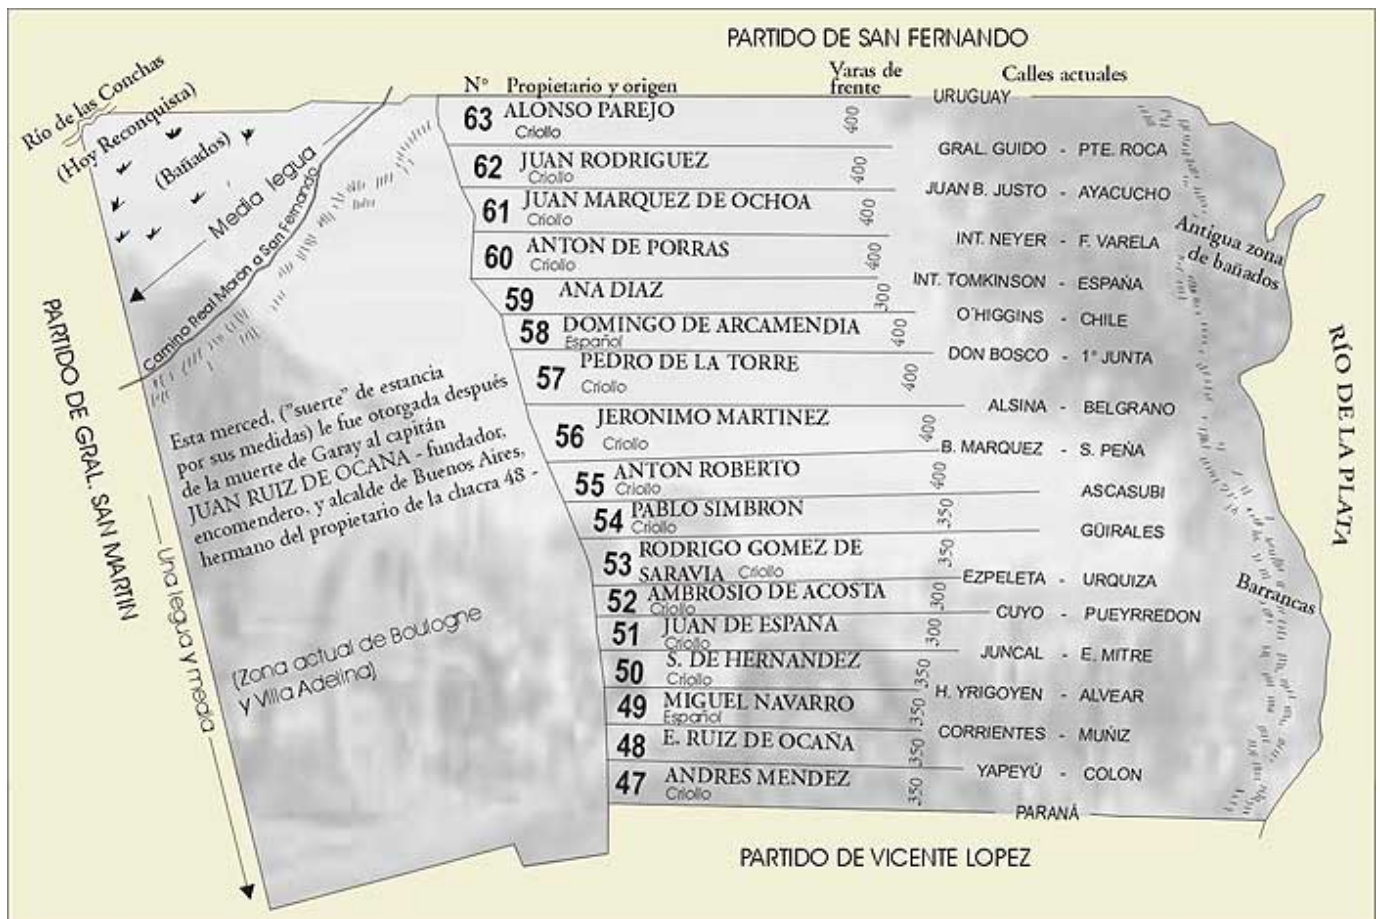 PARTIDO DE SAN FERNANDO
Río de las Conchas
(Hoy Reconquista)
(Bañados)
Media legua
Camino Real Morón a San Fernando
N° Propietario y origen Varas de frente Calles actuales
URUGUAY
63 ALONSO PAREJO 400
Criollo
GRAL. GUIDO - PTE. ROCA
62 JUAN RODRIGUEZ 400
Criollo
JUAN B. JUSTO - AYACUCHO
61 JUAN MARQUEZ DE OCHOA 400
Criollo
INT. NEYER - F. VARELA
60 ANTON DE PORRAS 400
Criollo
INT. TOMKINSON - ESPAÑA
59 ANA DIAZ 300
O´HIGGINS - CHILE
58 DOMINGO DE ARCAMENDIA 400
Español
DON BOSCO - 1° JUNTA
57 PEDRO DE LA TORRE 400
Criollo
ALSINA - BELGRANO
56 JERONIMO MARTINEZ 400
Criollo
B. MARQUEZ - S. PEÑA
55 ANTON ROBERTO 400
Criollo
ASCASUBI
54 PABLO SIMBRON 350
Criollo
GÜIRALES
53 RODRIGO GOMEZ DE 350
SARAVIA Criollo
EZPELETA - URQUIZA
52 AMBROSIO DE ACOSTA 300
Criollo
CUYO - PUEYRREDON
51 JUAN DE ESPAÑA 300
Criollo
JUNCAL - E. MITRE
50 S. DE HERNANDEZ 350
Criollo
H. YRIGOYEN - ALVEAR
49 MIGUEL NAVARRO 350
Español
CORRIENTES - MUÑIZ
48 E. RUIZ DE OCAÑA 350
YAPEYÚ - COLON
47 ANDRES MENDEZ 350
Criollo
PARANÁ
Antigua zona
de bañados
Barrancas
RÍO DE LA PLATA
PARTIDO DE GRAL. SAN MARTIN
Una legua y media
Esta merced, ("suerte" de estancia
por sus medidas) le fue otorgada después
de la muerte de Garay al capitán
JUAN RUIZ DE OCAÑA - fundador,
encomendero, y alcalde de Buenos Aires,
hermano del propietario de la chacra 48 -
(Zona actual de Boulogne
y Villa Adelina)
PARTIDO DE VICENTE LOPEZ